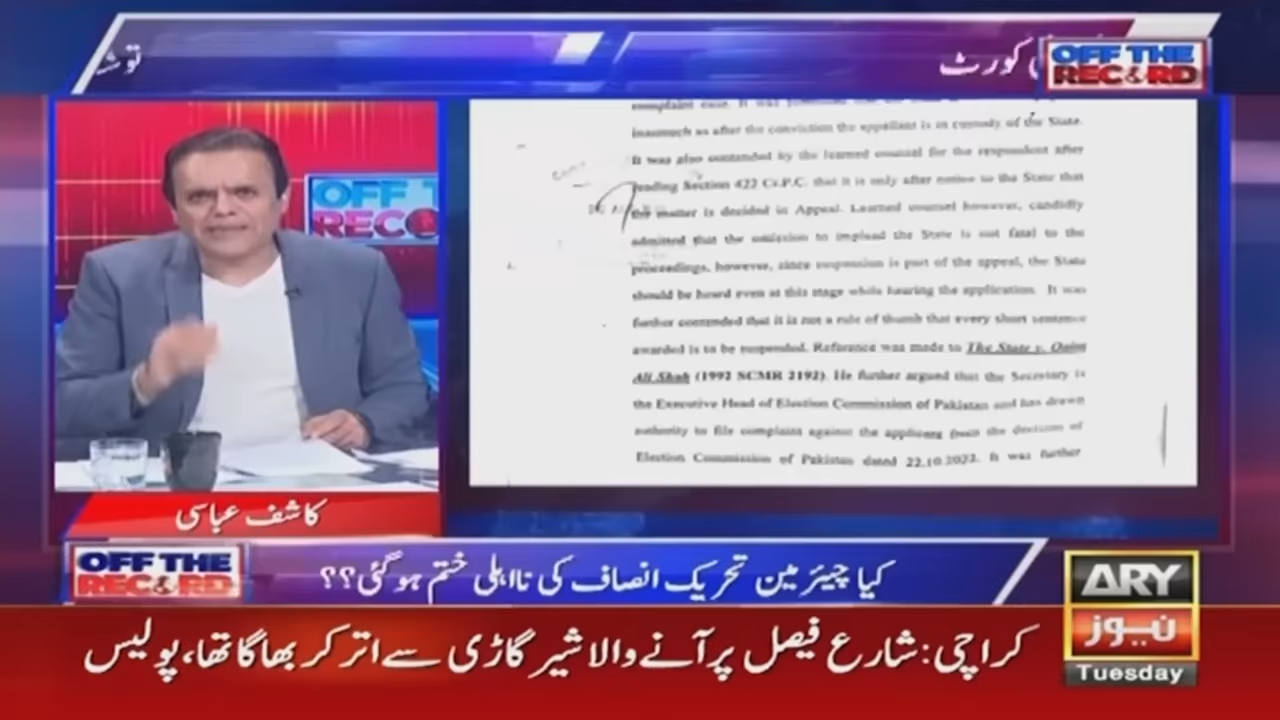 توشہ
کورٹ
OFF THE
RECORD
OFF T
RECO
complaint case. It was
inasmuch as after the conviction the appellant is in custody of the State.
It was also contended by the learned counsel for the respondent after
reading Section 422 Cr.P.C. that it is only after notice to the State that
the matter is decided in Appeal. Learned counsel however, candidly
admitted that the omission to implead the State is not fatal to the
proceedings, however, since suspension is part of the appeal, the State
should be heard even at this stage while hearing the application. It was
further contended that it is not a rule of thumb that every short sentence
awarded is to be suspended. Reference was made to The State v. Qaim
Ali Shah (1992 SCMR 2192). He further argued that the Secretary is
the Executive Head of Election Commission of Pakistan and has drawn
authority to file complaint against the applicant from the decision of
Election Commission of Pakistan dated 22.10.2022. It was further
کاشف عباسی
OFF THE
RECORD
کیا چیئرمین تحریک انصاف کی نااہلی ختم ہوگئی؟؟
ARY
نیوز
Tuesday
کراچی: شارع فیصل پر آنے والا شیر گاڑی سے اتر کر بھاگا تھا، پولیس